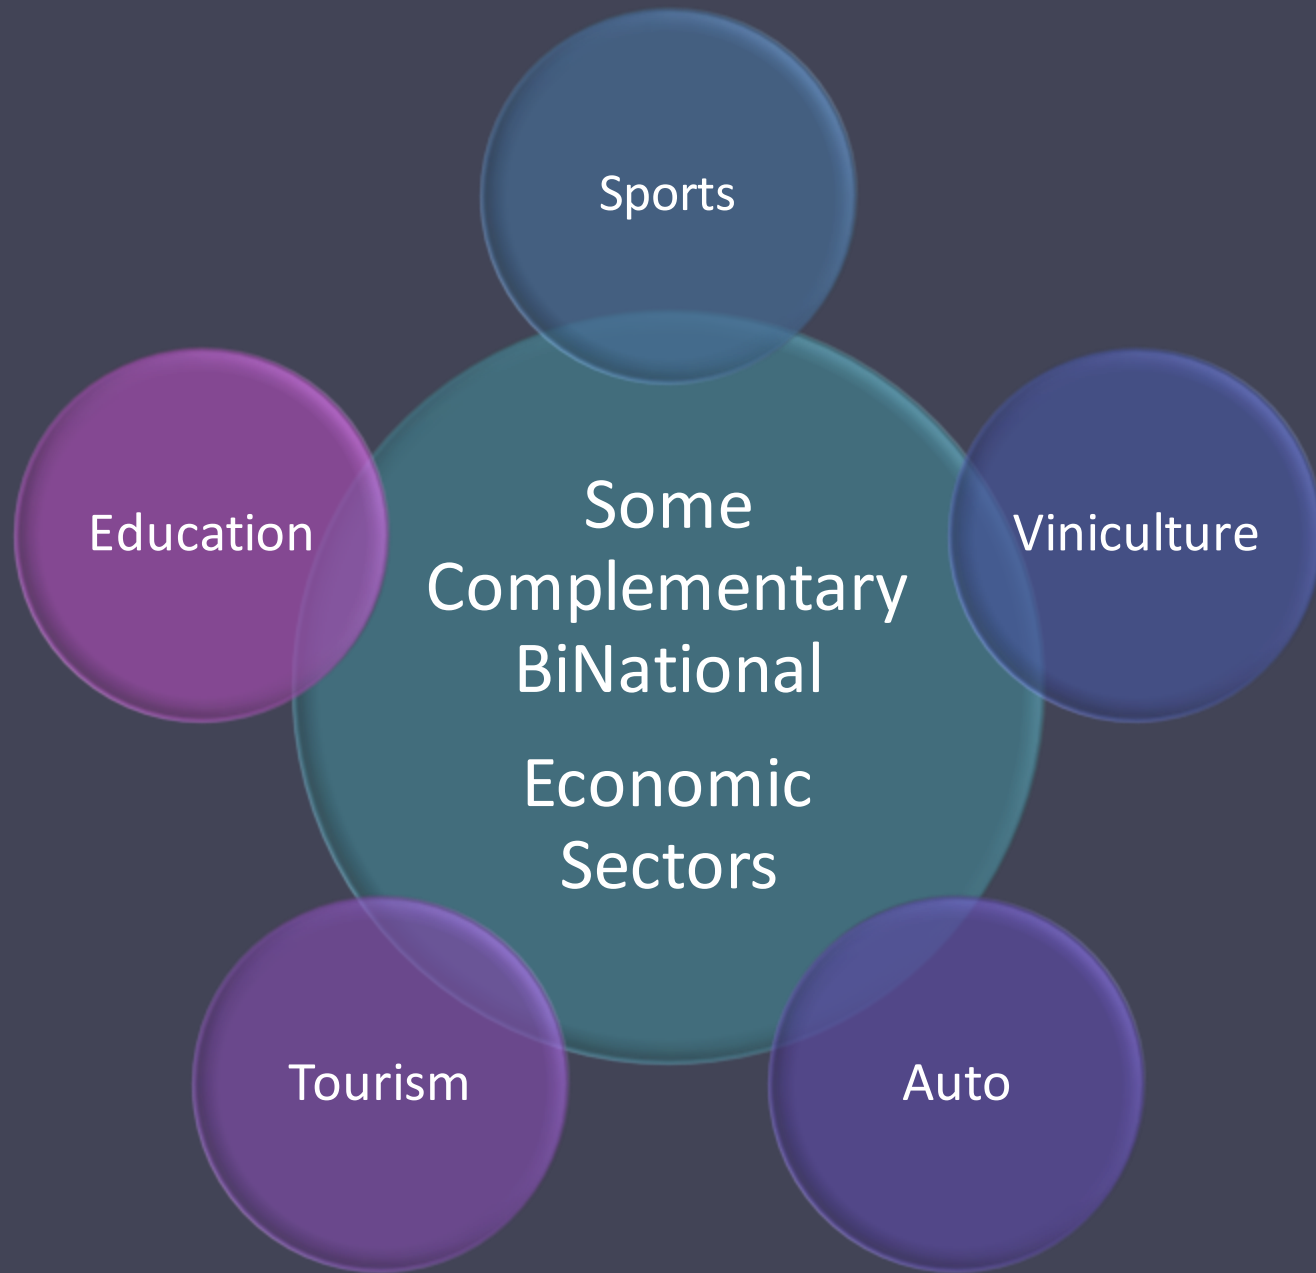 Sports
Education
Viniculture
Some
Complementary
BiNational
Economic
Sectors
Tourism
Auto